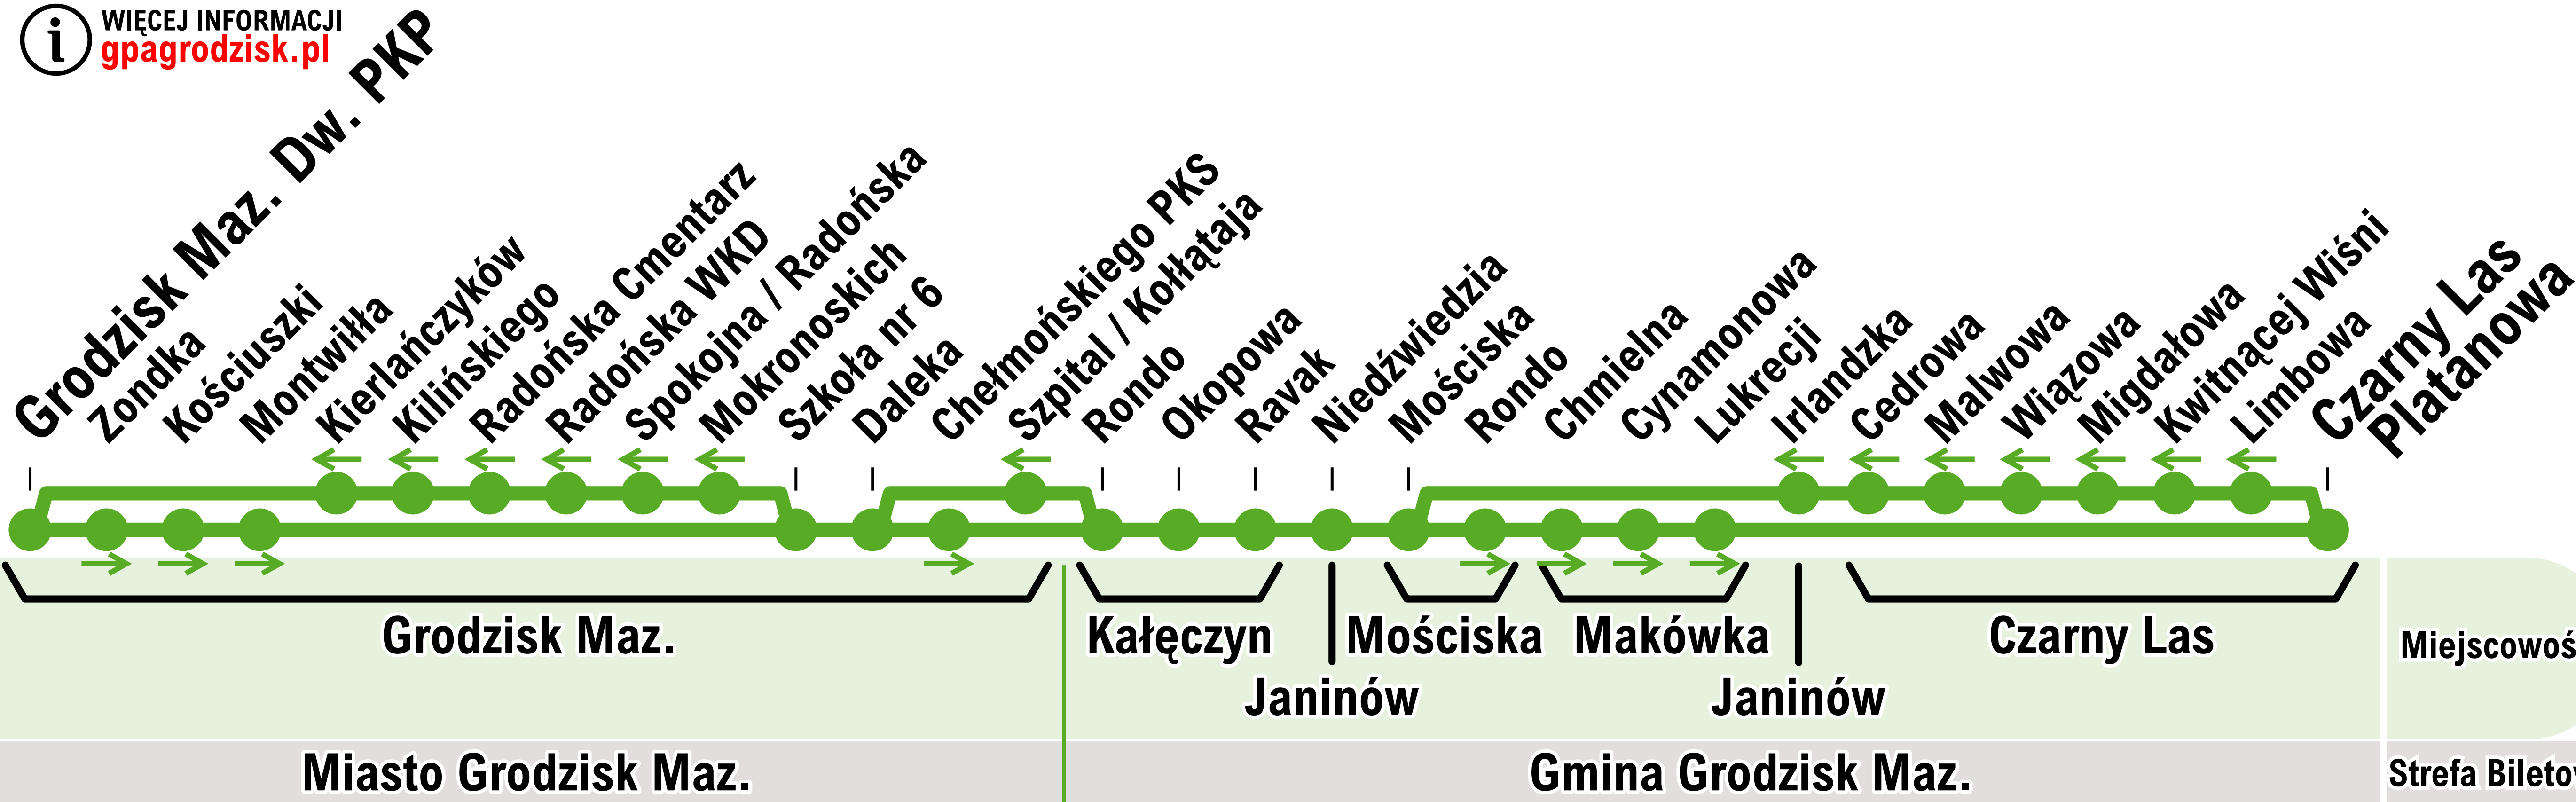 WIĘCEJ INFORMACJI
gpagrodzisk.pl
Grodzisk Maz. Dw. PKP
Zondka
Kościuszki
Montwiłła
Kierlańczyków
Kilińskiego
Radońska Cmentarz
Radońska WKD
Spokojna / Radońska
Mokronoskich
Szkoła nr 6
Daleka
Chełmońskiego PKS
Szpital / Kołłątaja
Rondo
Okopowa
Ravak
Niedźwiedzia
Mościska
Rondo
Chmielna
Cynamonowa
Lukrecji
Irlandzka
Cedrowa
Malwowa
Wiązowa
Migdałowa
Kwitnącej Wiśni
Limbowa
Czarny Las
Platanowa
Grodzisk Maz.
Kałęczyn
Janinów
Mościska
Makówka
Janinów
Czarny Las
Miejscowoś
Miasto Grodzisk Maz.
Gmina Grodzisk Maz.
Strefa Biletow